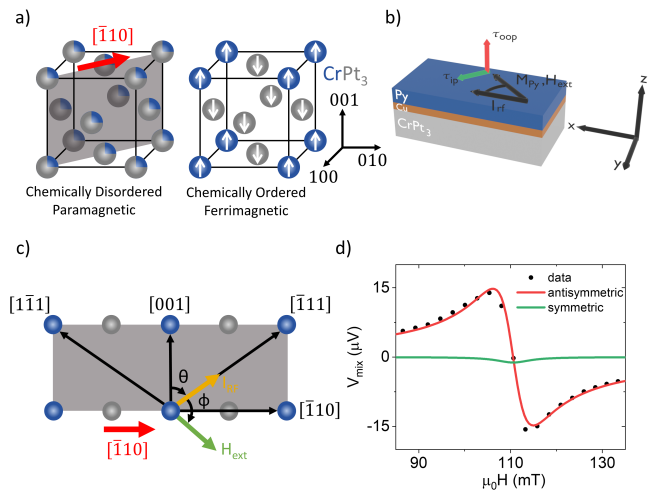 a)
[1̅10]
CrPt₃
001
010
100
Chemically Disordered
Paramagnetic
Chemically Ordered
Ferrimagnetic
b)
τoop
τip
MPy,Hext
Irf
Py
Cu
CrPt₃
z
x
y
c)
[11̅1]
[001]
[1̅11]
θ
Irf
ϕ
[1̅10]
Hext
[1̅10]
d)
data
antisymmetric
symmetric
15
0
-15
Vmix (μV)
90
110
130
μ₀H (mT)